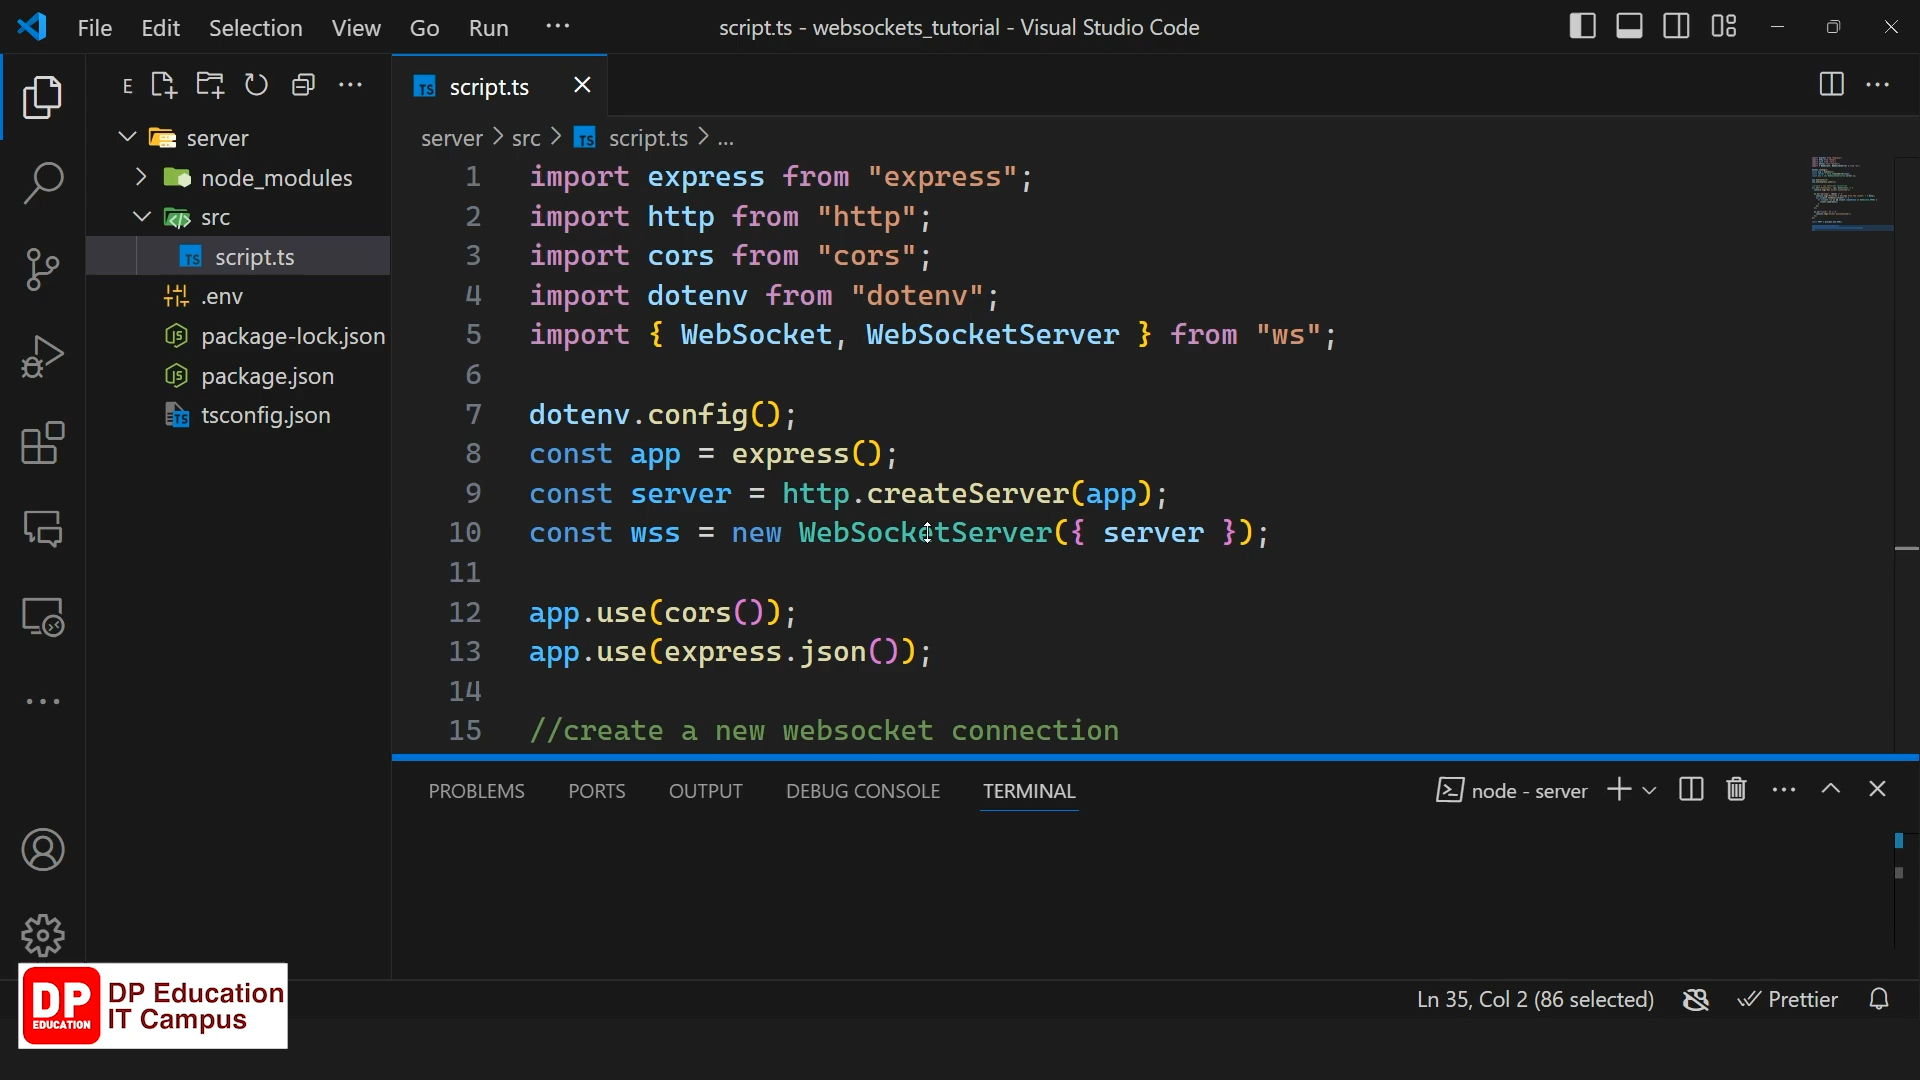 File Edit Selection View Go Run ··· script.ts - websockets_tutorial - Visual Studio Code
E
script.ts
server
server > src > script.ts > ...
node_modules
src
script.ts
.env
package-lock.json
package.json
tsconfig.json
1 import express from "express";
2 import http from "http";
3 import cors from "cors";
4 import dotenv from "dotenv";
5 import { WebSocket, WebSocketServer } from "ws";
6
7 dotenv.config();
8 const app = express();
9 const server = http.createServer(app);
10 const wss = new WebSocketServer({ server });
11
12 app.use(cors());
13 app.use(express.json());
14
15 //create a new websocket connection
PROBLEMS PORTS OUTPUT DEBUG CONSOLE TERMINAL node - server
DP EDUCATION
DP Education
IT Campus
Ln 35, Col 2 (86 selected) Prettier